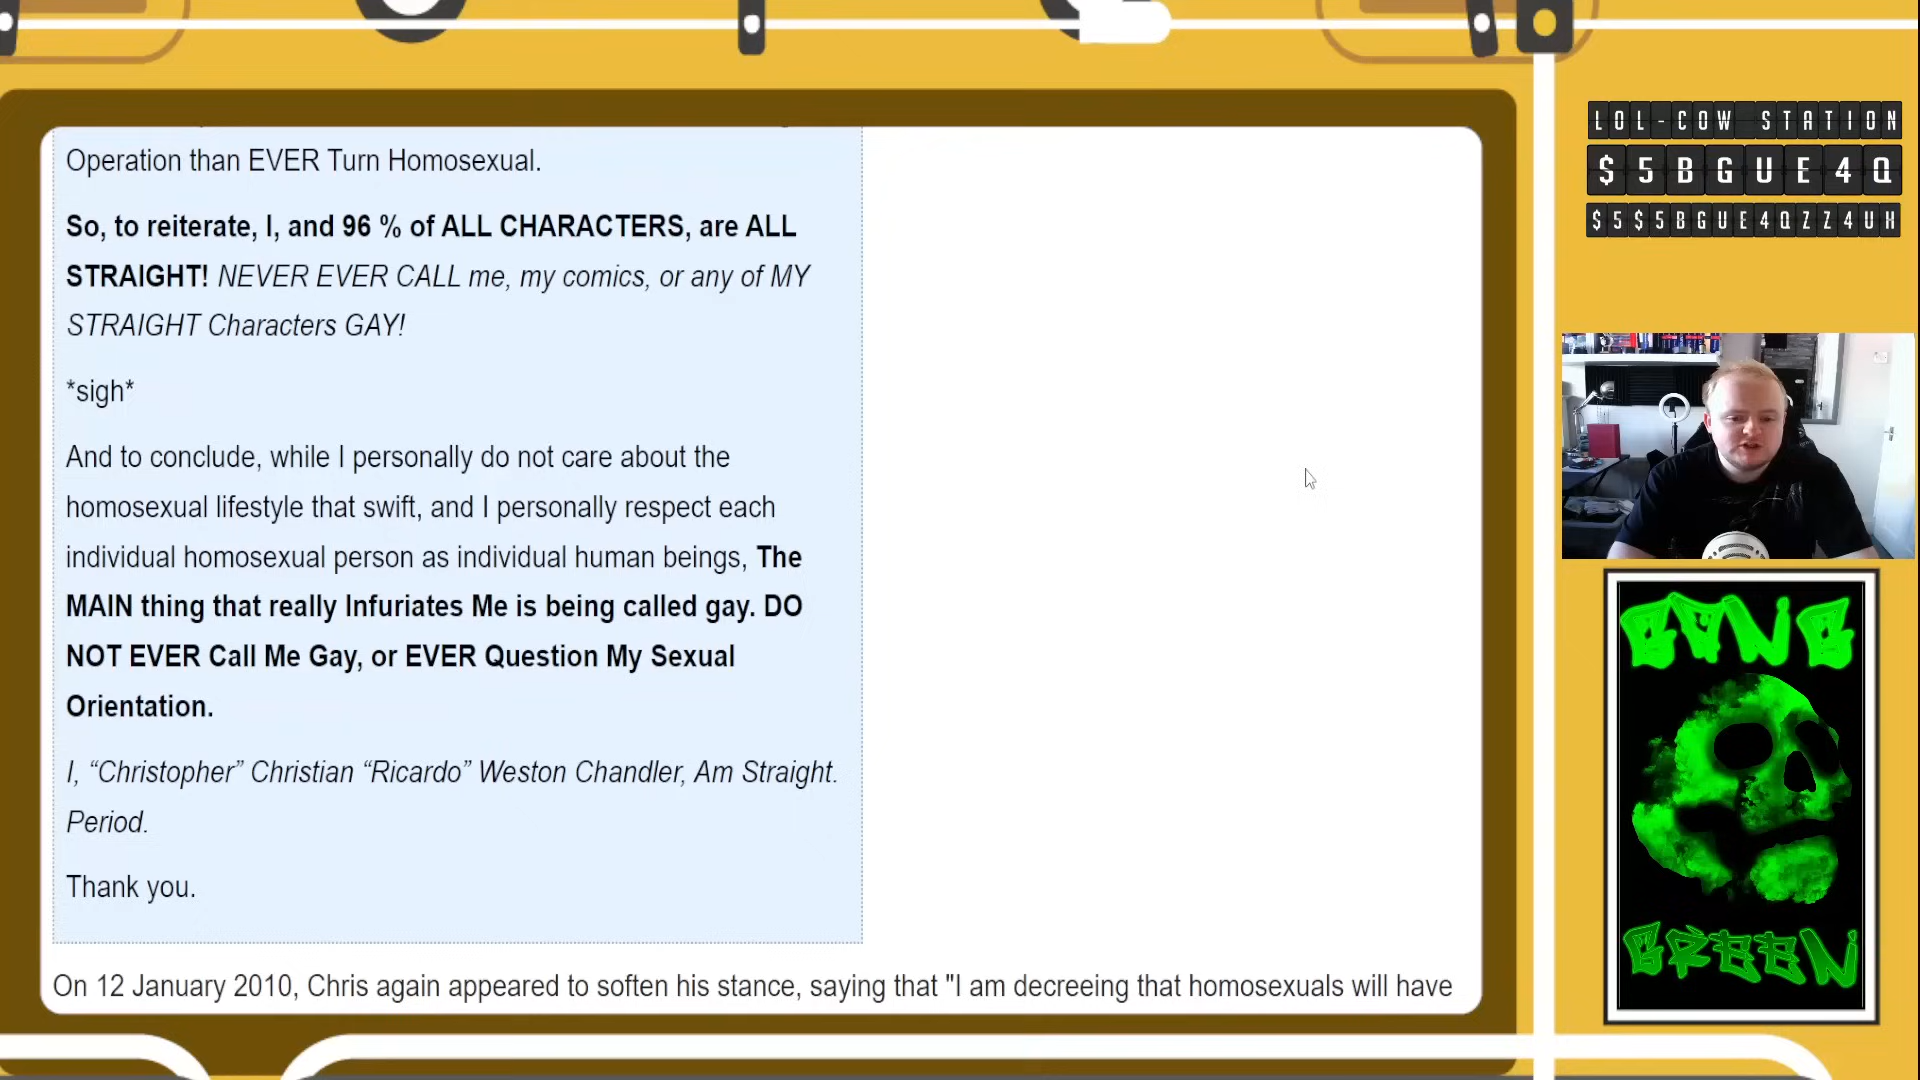 Operation than EVER Turn Homosexual.
So, to reiterate, I, and 96 % of ALL CHARACTERS, are ALL
STRAIGHT! NEVER EVER CALL me, my comics, or any of MY
STRAIGHT Characters GAY!
*sigh*
And to conclude, while I personally do not care about the
homosexual lifestyle that swift, and I personally respect each
individual homosexual person as individual human beings, The
MAIN thing that really Infuriates Me is being called gay. DO
NOT EVER Call Me Gay, or EVER Question My Sexual
Orientation.
I, “Christopher” Christian “Ricardo” Weston Chandler, Am Straight.
Period.
Thank you.
On 12 January 2010, Chris again appeared to soften his stance, saying that "I am decreeing that homosexuals will have
LOL-COW STATION
$5BGUE4Q
$5$5BGUE4QZZ4UH
GANG
GREEN